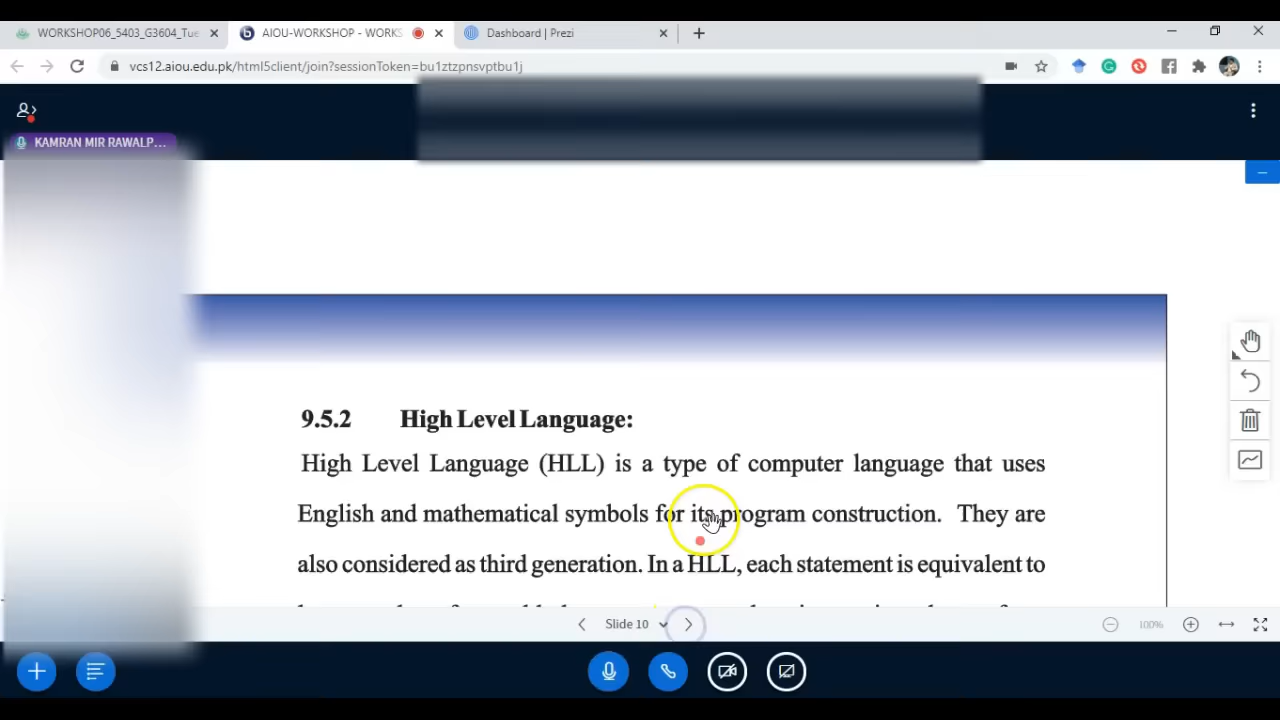 WORKSHOP06_5403_G3604_Tue
AIOU-WORKSHOP - WORKS
Dashboard | Prezi
vcs12.aiou.edu.pk/html5client/join?sessionToken=bu1ztzpnsvptbu1j
KAMRAN MIR RAWALP...
9.5.2 High Level Language:
High Level Language (HLL) is a type of computer language that uses
English and mathematical symbols for its program construction. They are
also considered as third generation. In a HLL, each statement is equivalent to
Slide 10
100%